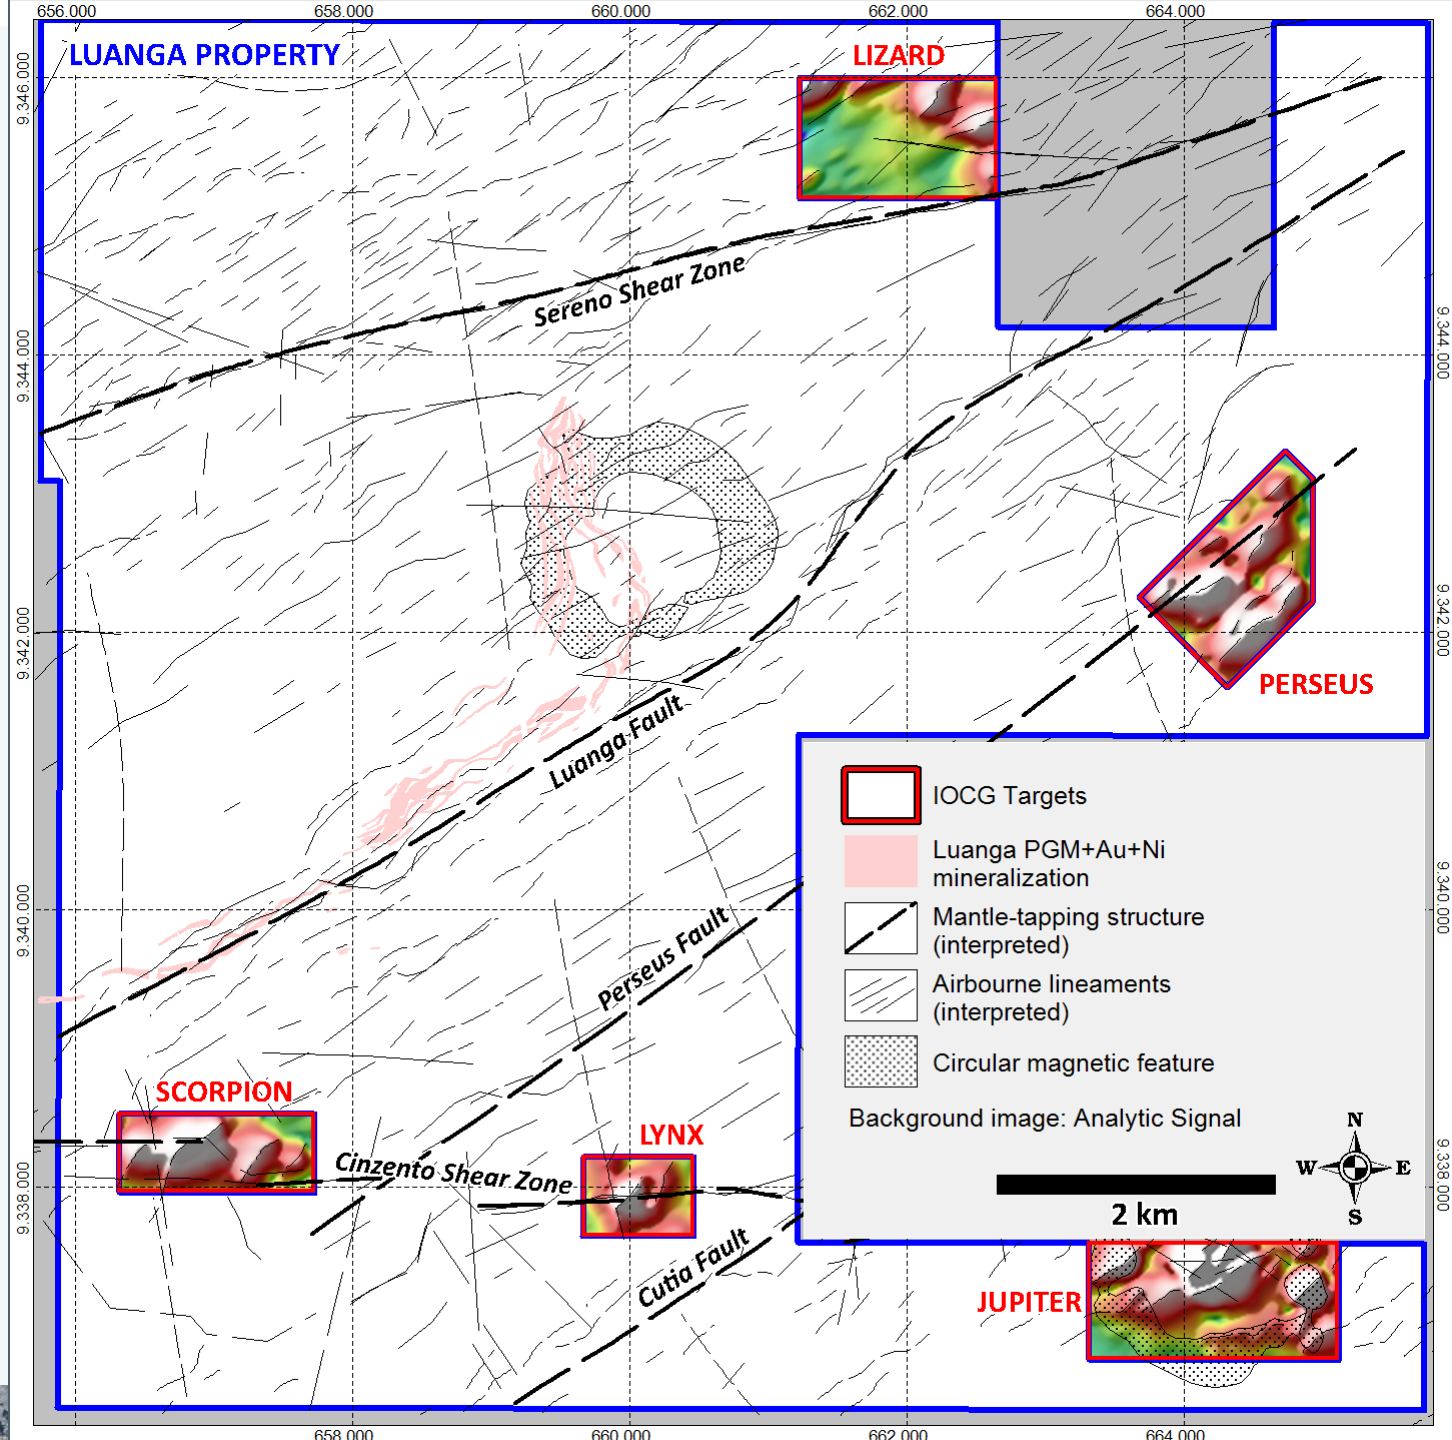 656.000
658.000
660.000
662.000
664.000
LUANGA PROPERTY
LIZARD
9.346.000
Sereno Shear Zone
9.344.000
9.344.000
9.342.000
9.342.000
PERSEUS
Luanga Fault
IOCG Targets
Luanga PGM+Au+Ni
mineralization
Mantle-tapping structure
(interpreted)
Airbourne lineaments
(interpreted)
Circular magnetic feature
Background image: Analytic Signal
N
W
E
S
2 km
9.340.000
9.340.000
Perseus Fault
SCORPION
LYNX
Cinzento Shear Zone
9.338.000
9.338.000
Cutia Fault
JUPITER
658.000
660.000
662.000
664.000